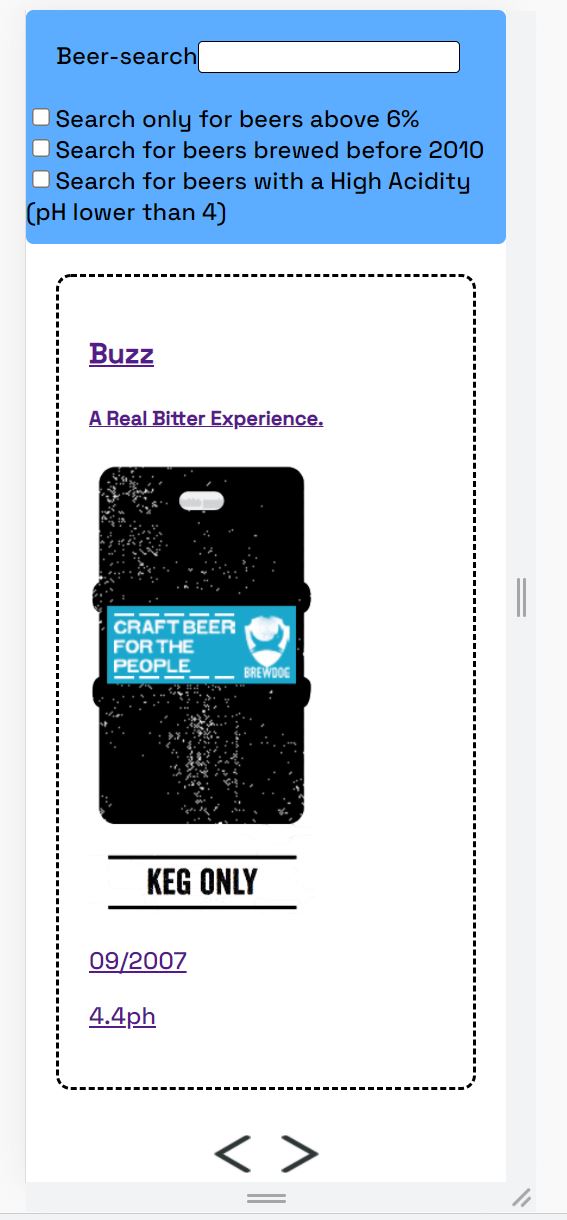 Beer-search
Search only for beers above 6%
Search for beers brewed before 2010
Search for beers with a High Acidity
(pH lower than 4)
Buzz
A Real Bitter Experience.
CRAFT BEER
FOR THE
PEOPLE
BREWDOG
KEG ONLY
09/2007
4.4ph